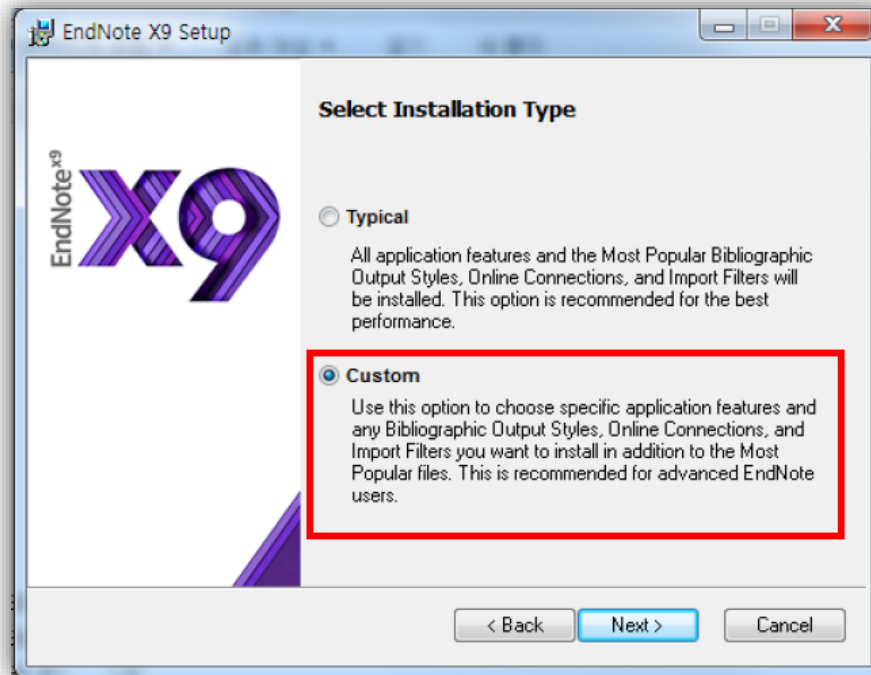 EndNote X9 Setup
Select Installation Type
EndNote x9
X9
Typical
All application features and the Most Popular Bibliographic
Output Styles, Online Connections, and Import Filters will
be installed. This option is recommended for the best
performance.
Custom
Use this option to choose specific application features and
any Bibliographic Output Styles, Online Connections, and
Import Filters you want to install in addition to the Most
Popular files. This is recommended for advanced EndNote
users.
< Back
Next >
Cancel